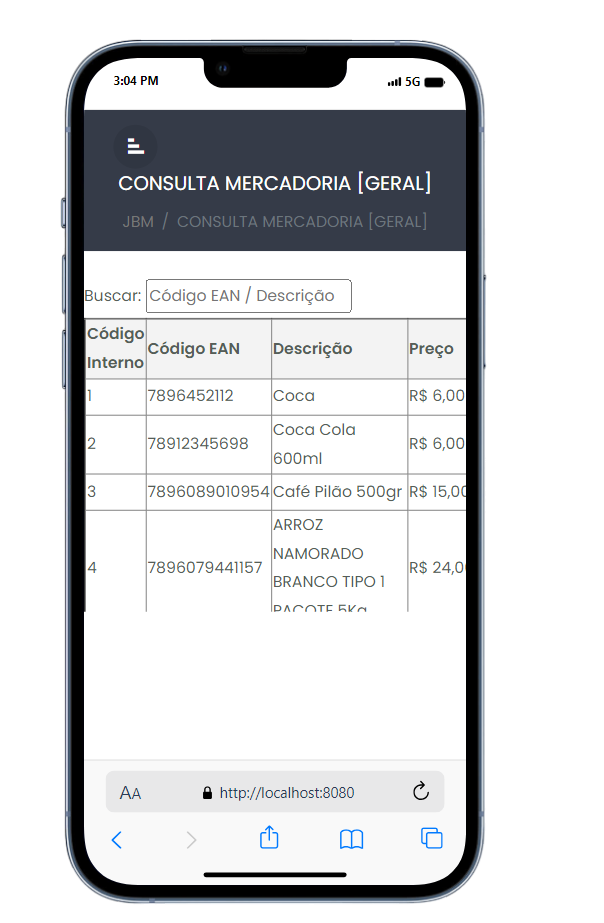 3:04 PM 5G
CONSULTA MERCADORIA [GERAL]
JBM / CONSULTA MERCADORIA [GERAL]
Buscar: Código EAN / Descrição
Código Interno Código EAN Descrição Preço
1 7896452112 Coca R$ 6,00
2 78912345698 Coca Cola 600ml R$ 6,00
3 7896089010954 Café Pilão 500gr R$ 15,00
4 7896079441157 ARROZ NAMORADO BRANCO TIPO 1 PACOTE 5Kg R$ 24,0
AA http://localhost:8080